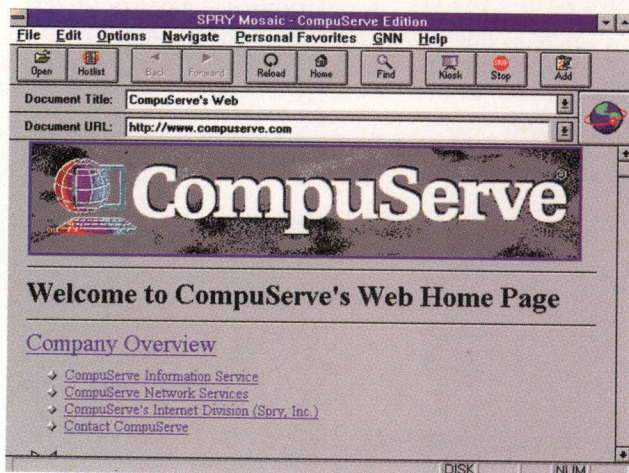 SPRY Mosaic - CompuServe Edition
File Edit Options Navigate Personal Favorites GNN Help
Open Hotlist Back Forward Reload Home Find Kiosk Stop Add
Document Title: CompuServe's Web
Document URL: http://www.compuserve.com
CompuServe®
Welcome to CompuServe's Web Home Page
Company Overview
CompuServe Information Service
CompuServe Network Services
CompuServe's Internet Division (Spry, Inc.)
Contact CompuServe
DISK NUM